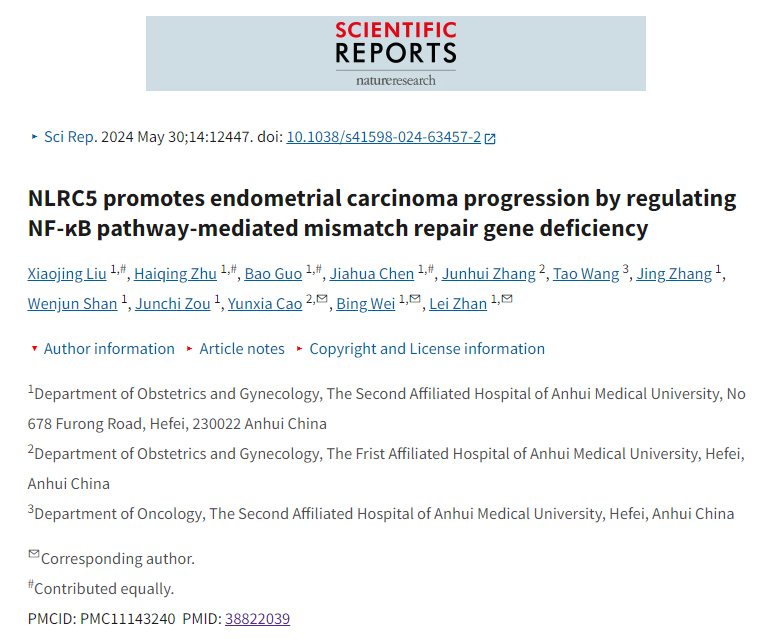 SCIENTIFIC
REPORTS
natureresearch
▸ Sci Rep. 2024 May 30;14:12447. doi: 10.1038/s41598-024-63457-2
NLRC5 promotes endometrial carcinoma progression by regulating
NF-κB pathway-mediated mismatch repair gene deficiency
Xiaojing Liu 1,#, Haiqing Zhu 1,#, Bao Guo 1,#, Jiahua Chen 1,#, Junhui Zhang 2, Tao Wang 3, Jing Zhang 1,
Wenjun Shan 1, Junchi Zou 1, Yunxia Cao 2,✉, Bing Wei 1,✉, Lei Zhan 1,✉
▾ Author information ▸ Article notes ▸ Copyright and License information
1Department of Obstetrics and Gynecology, The Second Affiliated Hospital of Anhui Medical University, No
678 Furong Road, Hefei, 230022 Anhui China
2Department of Obstetrics and Gynecology, The Frist Affiliated Hospital of Anhui Medical University, Hefei,
Anhui China
3Department of Oncology, The Second Affiliated Hospital of Anhui Medical University, Hefei, Anhui China
✉Corresponding author.
#Contributed equally.
PMCID: PMC11143240 PMID: 38822039